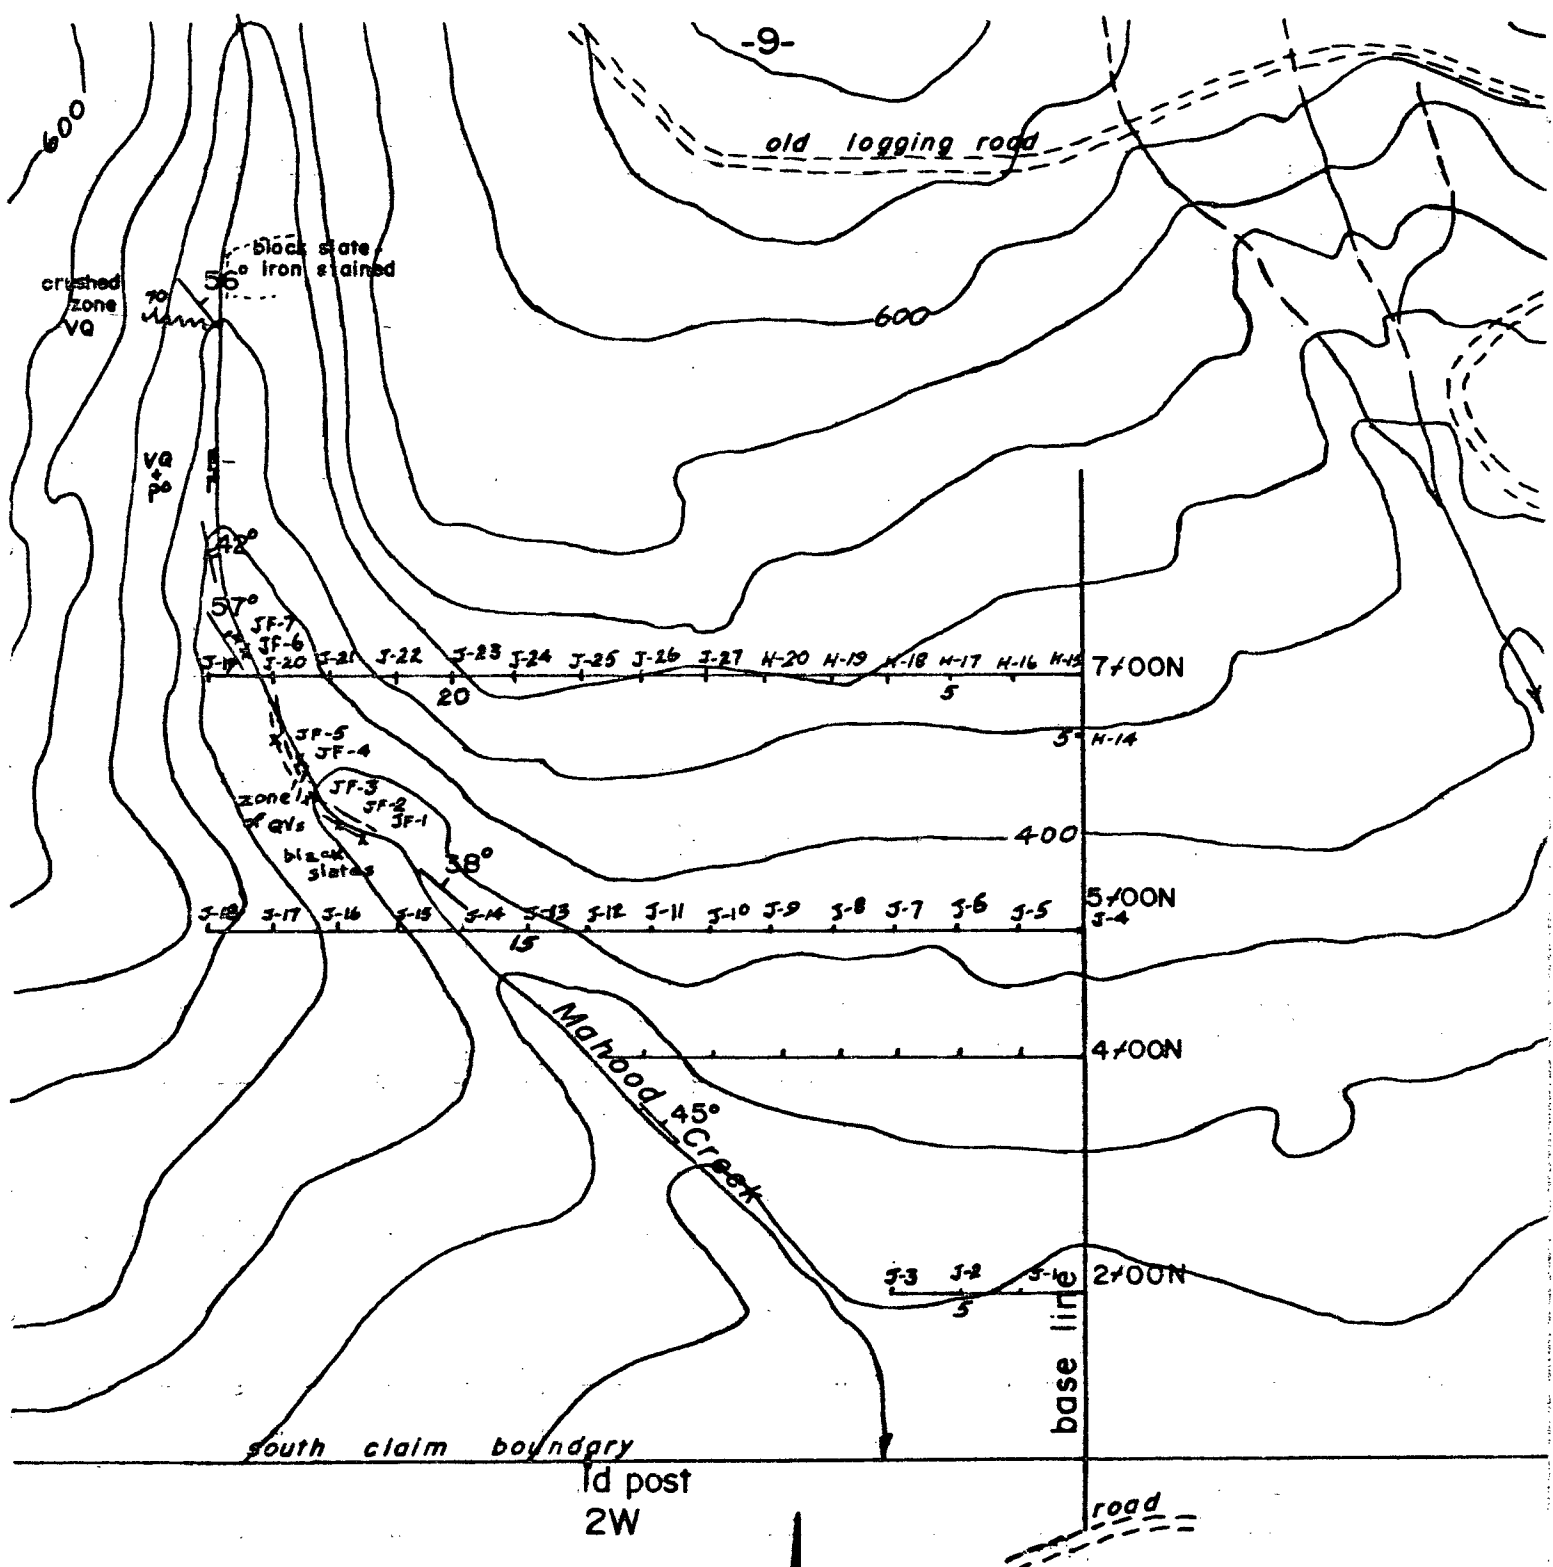 -9-
600
old logging road
black slate -
iron stained
56
crushed
zone
VQ
70
600
VQ
+
po
42°
57°
JF-7
JF-6
J-19 J-20 J-21 J-22 J-23 J-24 J-25 J-26 J-27 H-20 H-19 H-18 H-17 H-16 H-15 7+00N
20 5
JF-5 5 H-14
JF-4
JF-3
zone
JF-2
of QVs JF-1
400
black
slates
38°
5+00N
J-18 J-17 J-16 J-15 J-14 J-13 J-12 J-11 J-10 J-9 J-8 J-7 J-6 J-5 J-4
15
Mahood Creek
4+00N
45°
J-3 J-2 J-1 2+00N
5
base line
south claim boundary
Id post
2W
road